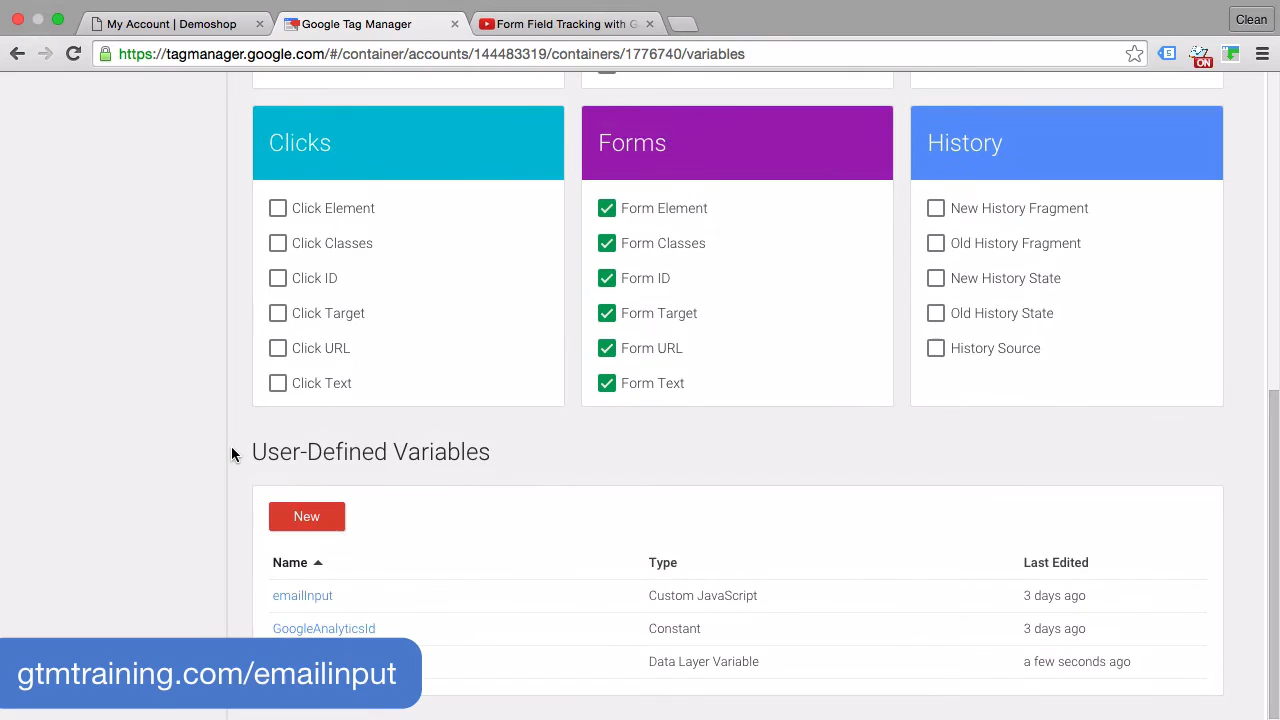 My Account | Demoshop
Google Tag Manager
Form Field Tracking with G
Clean
https://tagmanager.google.com/#/container/accounts/144483319/containers/1776740/variables
5
ON
Clicks
Click Element
Click Classes
Click ID
Click Target
Click URL
Click Text
Forms
Form Element
Form Classes
Form ID
Form Target
Form URL
Form Text
History
New History Fragment
Old History Fragment
New History State
Old History State
History Source
User-Defined Variables
New
Name Type Last Edited
emailInput Custom JavaScript 3 days ago
GoogleAnalyticsId Constant 3 days ago
Data Layer Variable a few seconds ago
gtmtraining.com/emailinput